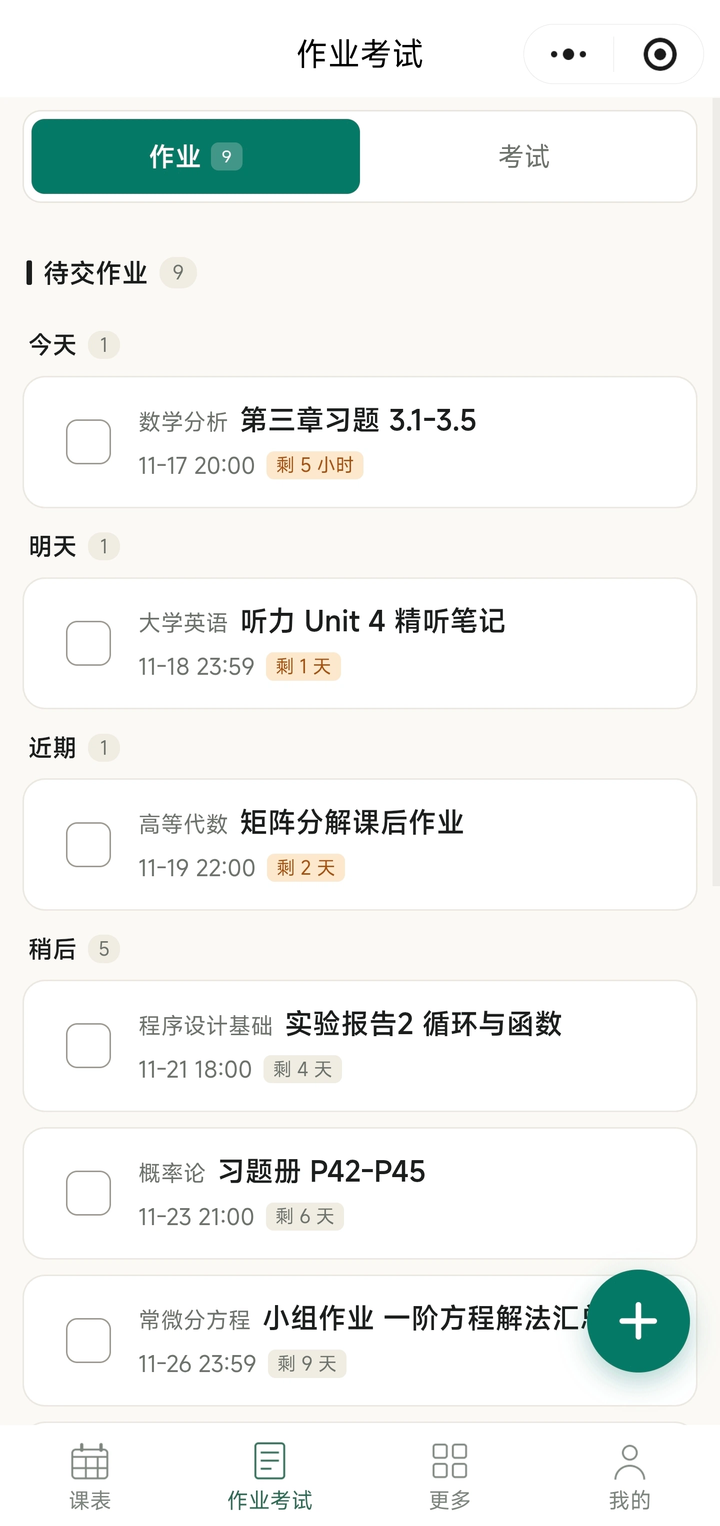 作业考试
作业 9
考试
待交作业 9
今天 1
数学分析 第三章习题 3.1-3.5
11-17 20:00 剩 5 小时
明天 1
大学英语 听力 Unit 4 精听笔记
11-18 23:59 剩 1 天
近期 1
高等代数 矩阵分解课后作业
11-19 22:00 剩 2 天
稍后 5
程序设计基础 实验报告2 循环与函数
11-21 18:00 剩 4 天
概率论 习题册 P42-P45
11-23 21:00 剩 6 天
常微分方程 小组作业 一阶方程解法汇
11-26 23:59 剩 9 天
课表
作业考试
更多
我的